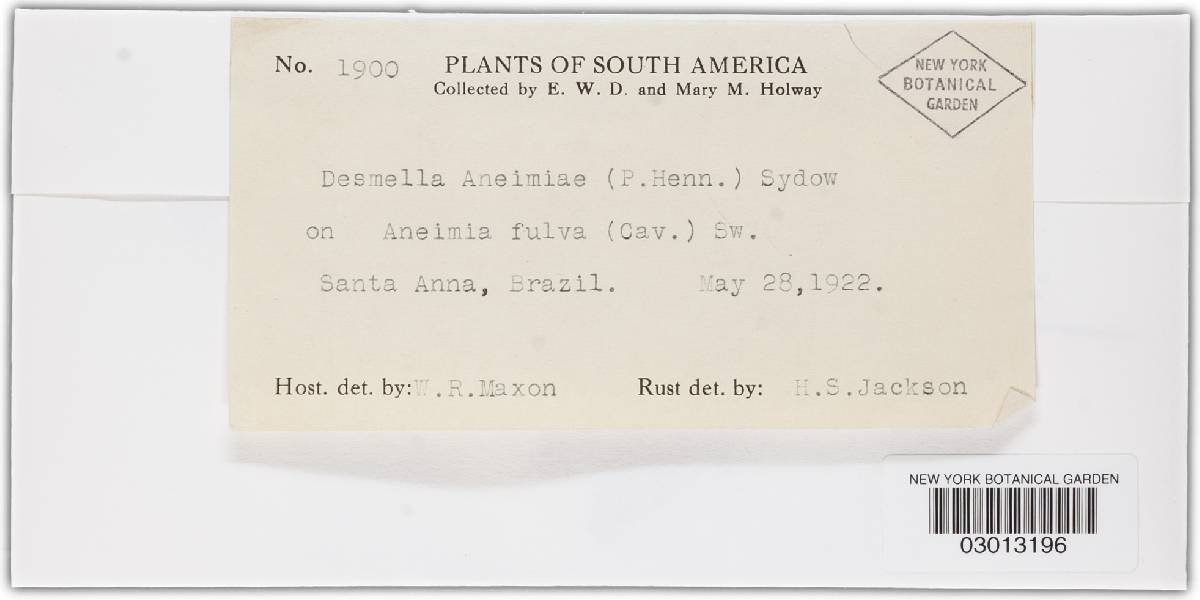 No. 1900 PLANTS OF SOUTH AMERICA
Collected by E. W. D. and Mary M. Holway
NEW YORK
BOTANICAL
GARDEN
Desmella Aneimiae (P.Henn.) Sydow
on Aneimia fulva (Cav.) Sw.
Santa Anna, Brazil. May 28,1922.
Host. det. by: W.R.Maxon Rust det. by: H.S.Jackson
NEW YORK BOTANICAL GARDEN
03013196